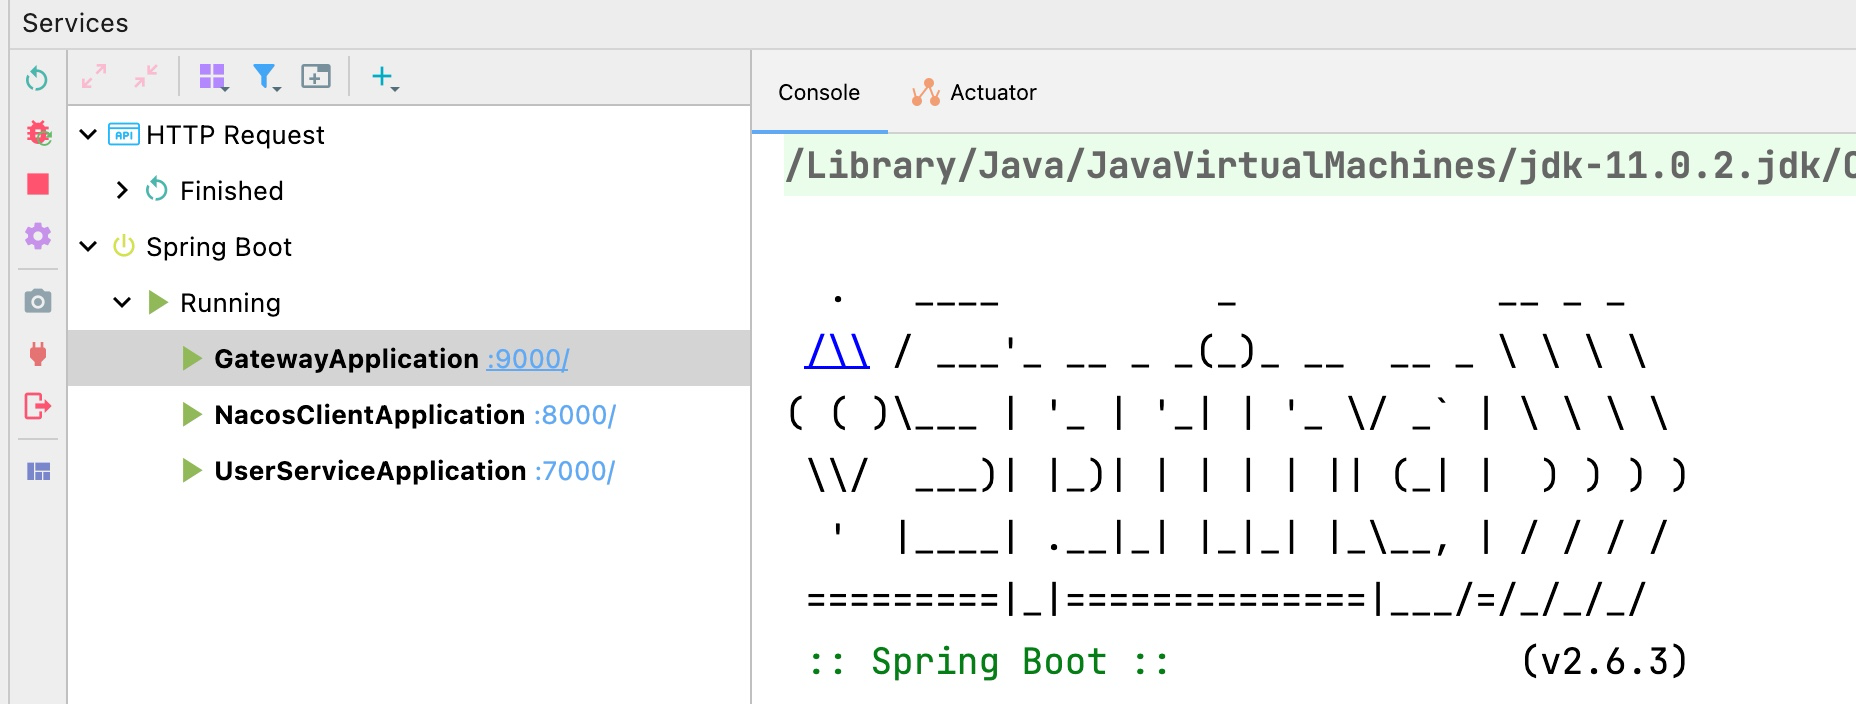 Services
API HTTP Request
Finished
Spring Boot
Running
GatewayApplication :9000/
NacosClientApplication :8000/
UserServiceApplication :7000/
Console Actuator
/Library/Java/JavaVirtualMachines/jdk-11.0.2.jdk/C
  .   ____          _            __ _ _
 /\\ / ___'_ __ _ _(_)_ __  __ _ \ \ \ \
( ( )\___ | '_ | '_| | '_ \/ _` | \ \ \ \
 \\/  ___)| |_)| | | | | || (_| |  ) ) ) )
  '  |____| .__|_| |_|_| |_\__, | / / / /
 =========|_|==============|___/=/_/_/_/
 :: Spring Boot ::                (v2.6.3)